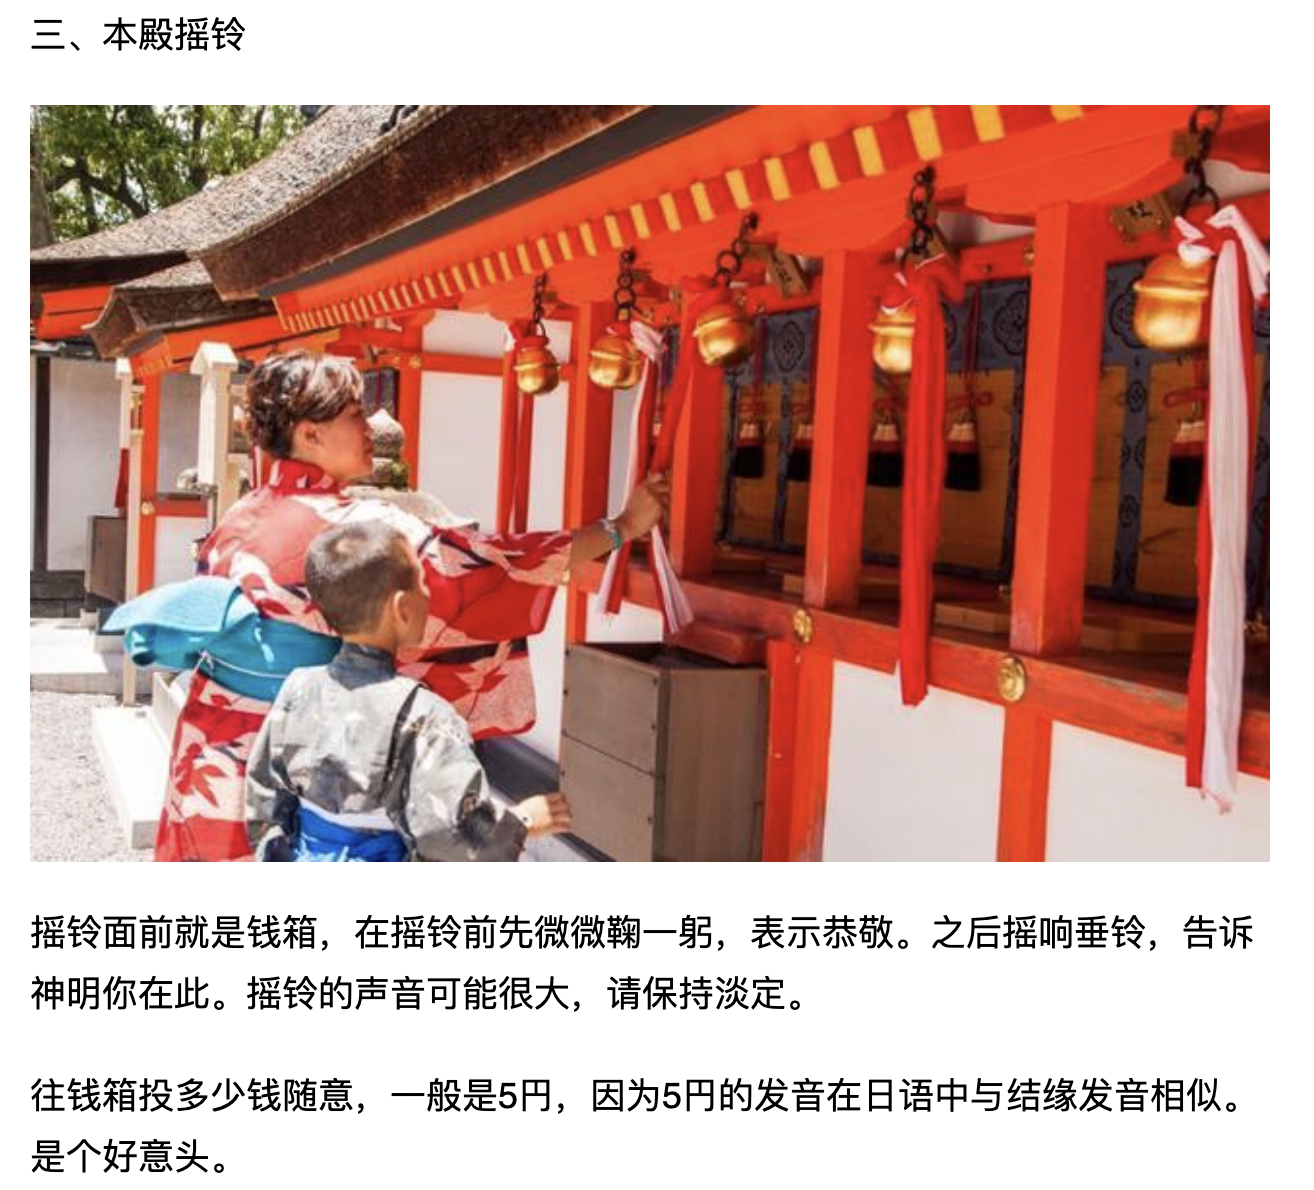 三、本殿摇铃
社
摇铃面前就是钱箱，在摇铃前先微微鞠一躬，表示恭敬。之后摇响垂铃，告诉
神明你在此。摇铃的声音可能很大，请保持淡定。
往钱箱投多少钱随意，一般是5円，因为5円的发音在日语中与结缘发音相似。
是个好意头。